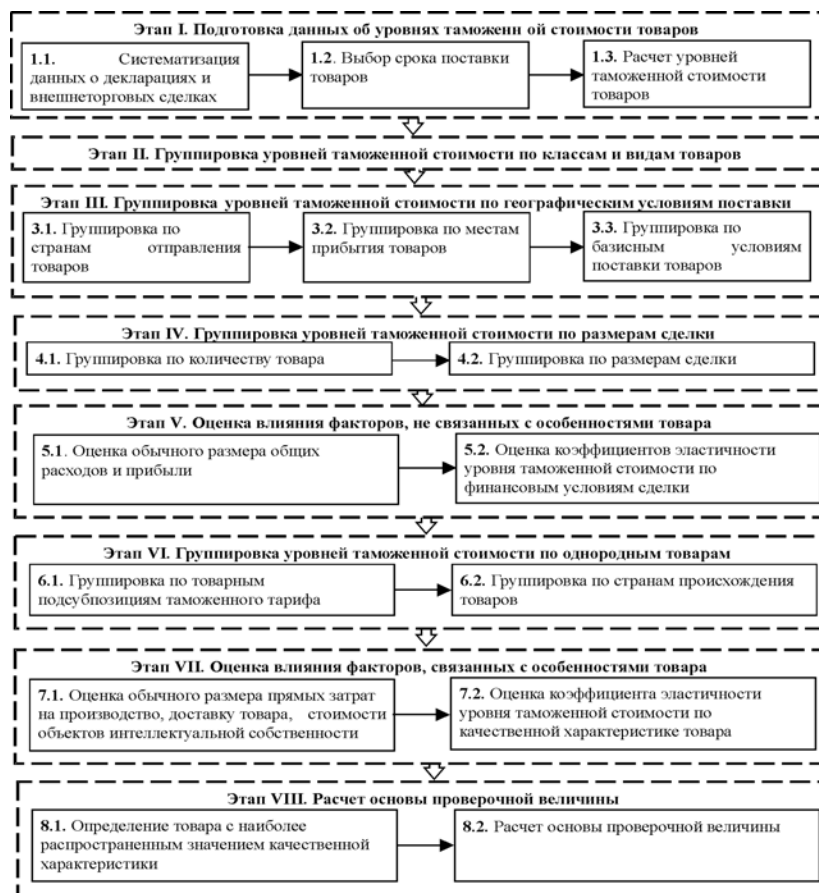 Этап I. Подготовка данных об уровнях таможенн ой стоимости товаров
1.1. Систематизация
данных о декларациях и
внешнеторговых сделках
1.2. Выбор срока поставки
товаров
1.3. Расчет уровней
таможенной стоимости
товаров
Этап II. Группировка уровней таможенной стоимости по классам и видам товаров
Этап III. Группировка уровней таможенной стоимости по географическим условиям поставки
3.1. Группировка по
странам отправления
товаров
3.2. Группировка по местам
прибытия товаров
3.3. Группировка по
базисным условиям
поставки товаров
Этап IV. Группировка уровней таможенной стоимости по размерам сделки
4.1. Группировка по количеству товара
4.2. Группировка по размерам сделки
Этап V. Оценка влияния факторов, не связанных с особенностями товара
5.1. Оценка обычного размера общих
расходов и прибыли
5.2. Оценка коэффициентов эластичности
уровня таможенной стоимости по
финансовым условиям сделки
Этап VI. Группировка уровней таможенной стоимости по однородным товарам
6.1. Группировка по товарным
подсубпозициям таможенного тарифа
6.2. Группировка по странам происхождения
товаров
Этап VII. Оценка влияния факторов, связанных с особенностями товара
7.1. Оценка обычного размера прямых затрат
на производство, доставку товара, стоимости
объектов интеллектуальной собственности
7.2. Оценка коэффициента эластичности
уровня таможенной стоимости по
качественной характеристике товара
Этап VIII. Расчет основы проверочной величины
8.1. Определение товара с наиболее
распространенным значением качественной
характеристики
8.2. Расчет основы проверочной величины